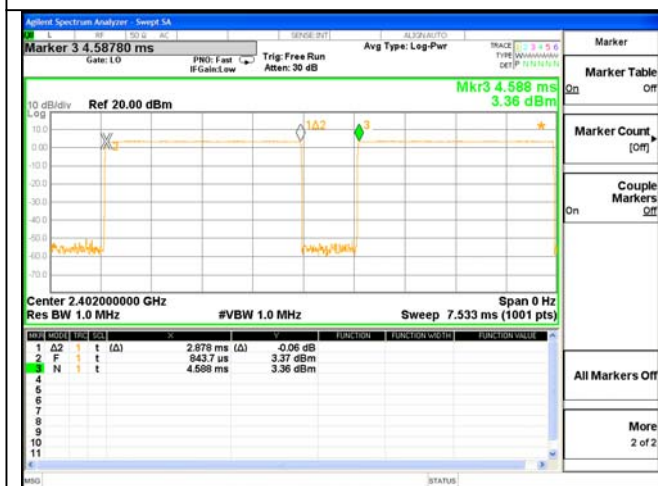 Agilent Spectrum Analyzer - Swept SA
L RF 50 Ω AC SENSE:INT ALIGNAUTO
Marker 3 4.58780 ms
Gate: LO
PNO: Fast
IFGain:Low
Trig: Free Run
Atten: 30 dB
Avg Type: Log-Pwr
TRACE 1 2 3 4 5 6
TYPE
DET P N N N N N
Mkr3 4.588 ms
3.36 dBm
10 dB/div Ref 20.00 dBm
Log
10.0
0.00
-10.0
-20.0
-30.0
-40.0
-50.0
-60.0
-70.0
1Δ2
3
Center 2.402000000 GHz
Span 0 Hz
Res BW 1.0 MHz
#VBW 1.0 MHz
Sweep 7.533 ms (1001 pts)
MKR MODE TRC SCL X Y FUNCTION FUNCTION WIDTH FUNCTION VALUE
1 Δ2 1 t (Δ) 2.878 ms (Δ) -0.06 dB
2 F 1 t 843.7 us 3.37 dBm
3 N 1 t 4.588 ms 3.36 dBm
4
5
6
7
8
9
10
11
MSG
STATUS
Marker
Marker Table
On Off
Marker Count
[Off]
Couple
Markers
On Off
All Markers Off
More
2 of 2